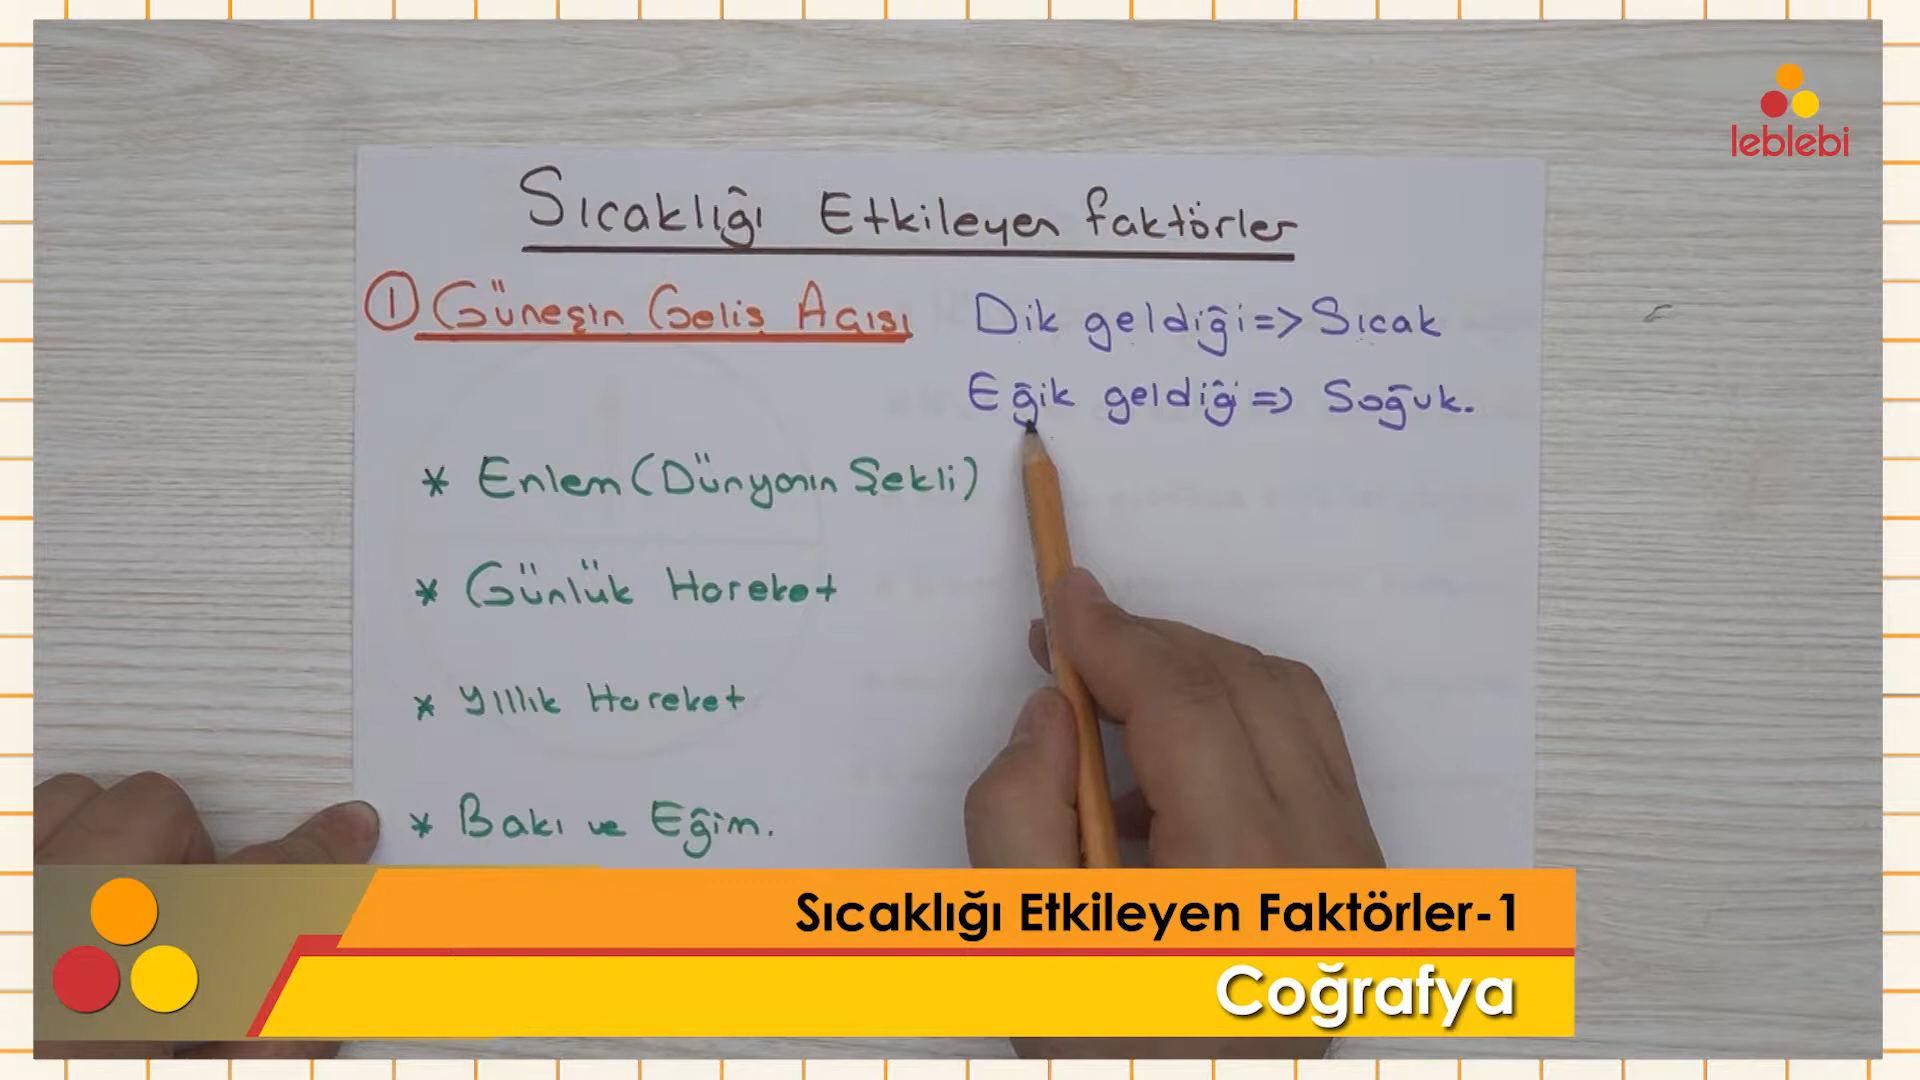 leblebi
Sıcaklığı Etkileyen faktörler
① Güneşin Geliş Açısı
Dik geldiği => Sıcak
Eğik geldiği => Soğuk.
* Enlem (Dünyanın Şekli)
* Günlük Hareket
* Yıllık Hareket
* Bakı ve Eğim.
Sıcaklığı Etkileyen Faktörler-1
Coğrafya